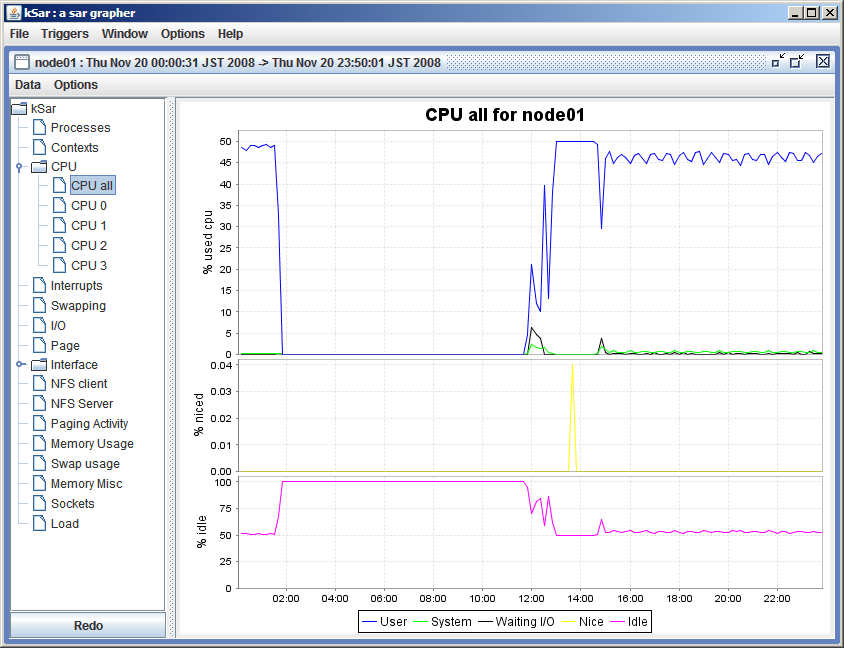 kSar : a sar grapher
File Triggers Window Options Help
node01 : Thu Nov 20 00:00:31 JST 2008 -> Thu Nov 20 23:50:01 JST 2008
Data Options
kSar
Processes
Contexts
CPU
CPU all
CPU 0
CPU 1
CPU 2
CPU 3
Interrupts
Swapping
I/O
Page
Interface
NFS client
NFS Server
Paging Activity
Memory Usage
Swap usage
Memory Misc
Sockets
Load
Redo
CPU all for node01
% used cpu
50
45
40
35
30
25
20
15
10
5
0
% niced
0.04
0.03
0.02
0.01
0.00
% idle
100
75
50
25
0
02:00 04:00 06:00 08:00 10:00 12:00 14:00 16:00 18:00 20:00 22:00
User System Waiting I/O Nice Idle